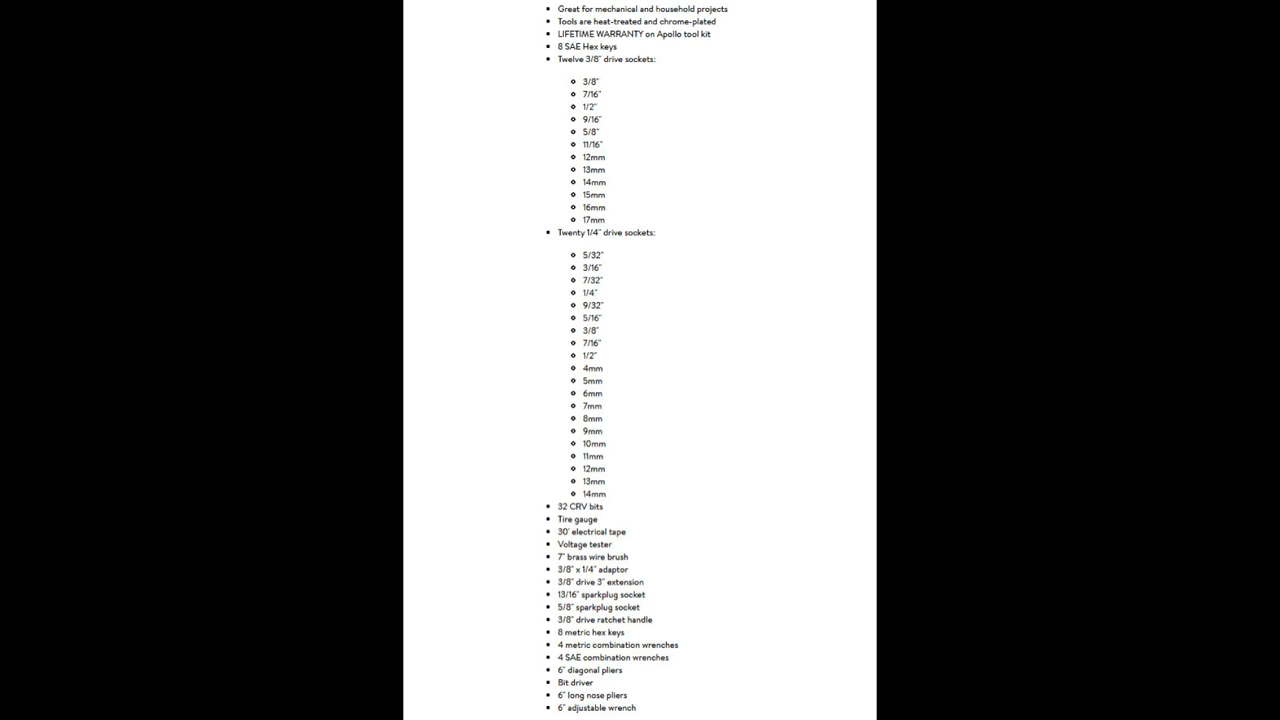 Great for mechanical and household projects
Tools are heat-treated and chrome-plated
LIFETIME WARRANTY on Apollo tool kit
8 SAE Hex keys
Twelve 3/8" drive sockets:
3/8"
7/16"
1/2"
9/16"
5/8"
11/16"
12mm
13mm
14mm
15mm
16mm
17mm
Twenty 1/4" drive sockets:
5/32"
3/16"
7/32"
1/4"
9/32"
5/16"
3/8"
7/16"
1/2"
4mm
5mm
6mm
7mm
8mm
9mm
10mm
11mm
12mm
13mm
14mm
32 CRV bits
Tire gauge
30' electrical tape
Voltage tester
7" brass wire brush
3/8" x 1/4" adaptor
3/8" drive 3" extension
13/16" sparkplug socket
5/8" sparkplug socket
3/8" drive ratchet handle
8 metric hex keys
4 metric combination wrenches
4 SAE combination wrenches
6" diagonal pliers
Bit driver
6" long nose pliers
6" adjustable wrench